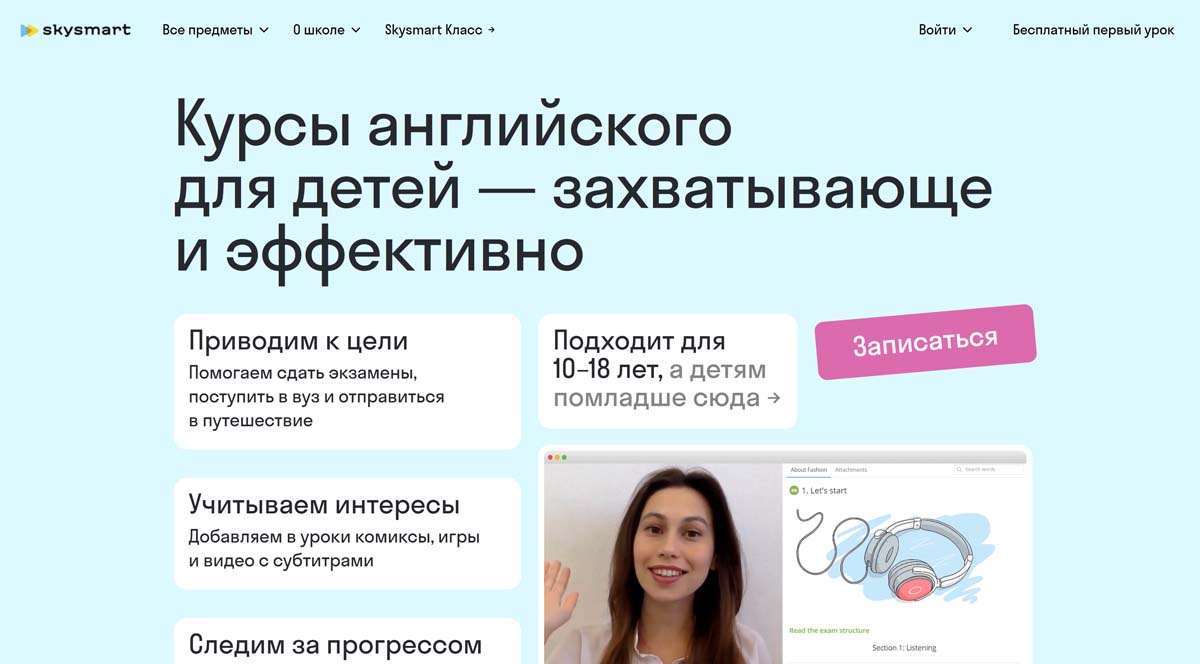 skysmart
Все предметы
О школе
Skysmart Класс →
Войти
Бесплатный первый урок
Курсы английского
для детей — захватывающе
и эффективно
Приводим к цели
Помогаем сдать экзамены,
поступить в вуз и отправиться
в путешествие
Подходит для
10–18 лет, а детям
помладше сюда →
Записаться
Учитываем интересы
Добавляем в уроки комиксы, игры
и видео с субтитрами
Следим за прогрессом
About Fashion
Attachments
Search words
1. Let's start
Read the exam structure
Section 1: Listening